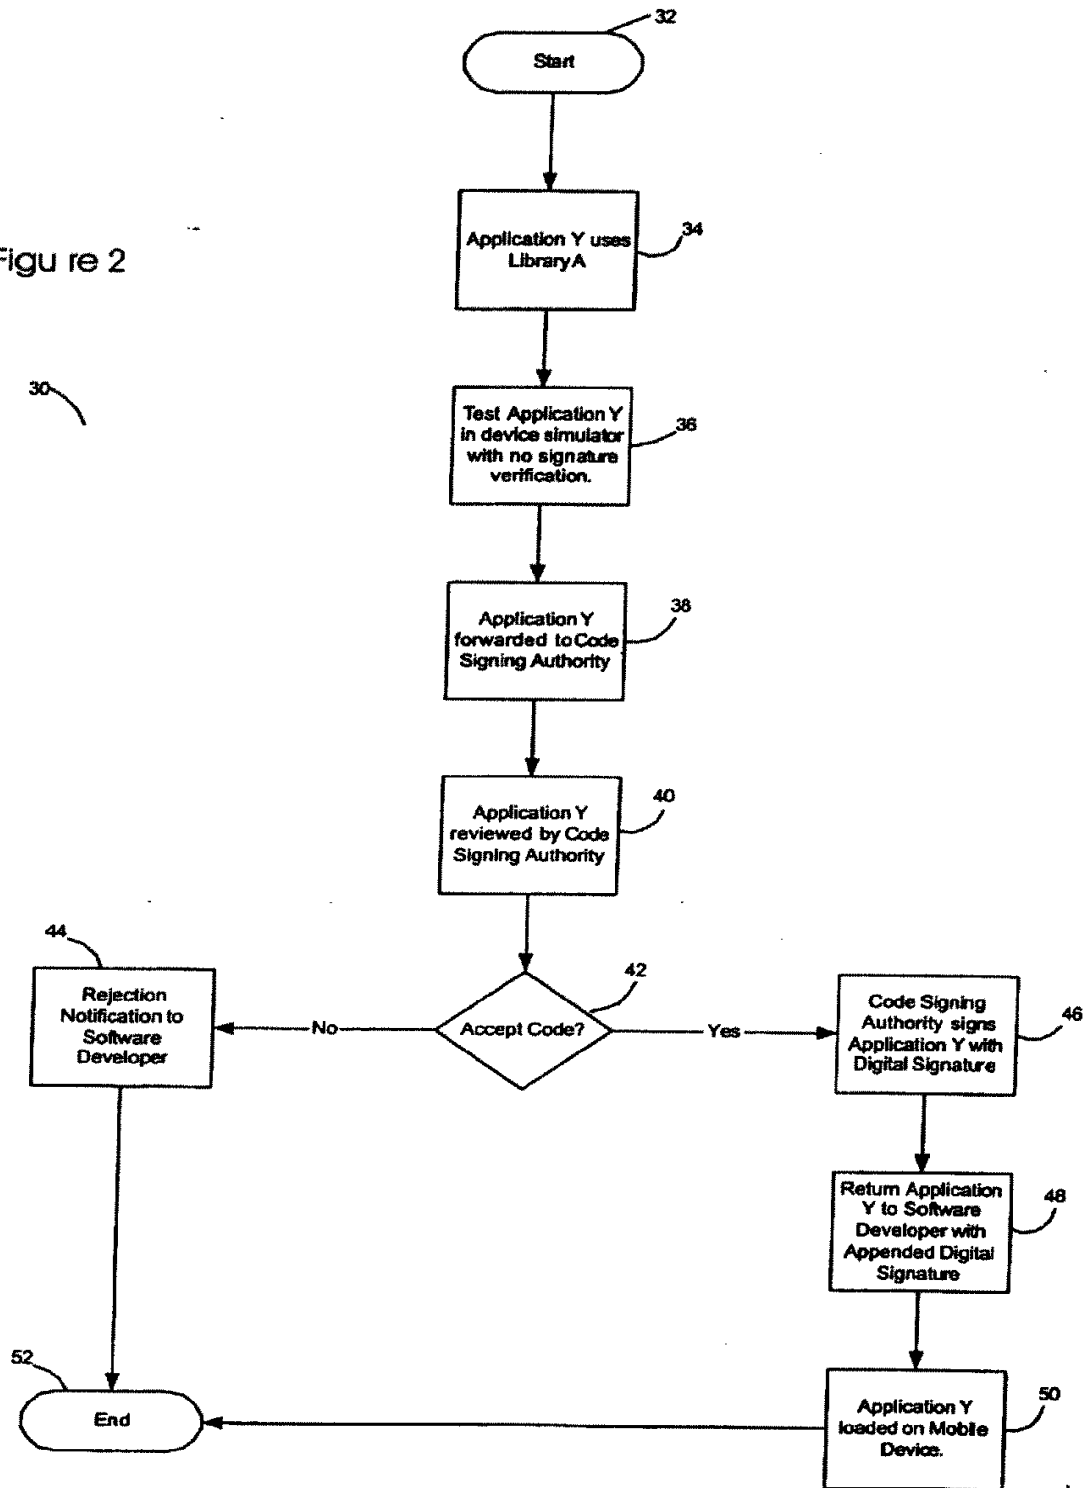 32
Start
Application Y uses
Library A
34
Figu re 2
30
Test Application Y
in device simulator
with no signature
verification.
36
Application Y
forwarded to Code
Signing Authority
38
Application Y
reviewed by Code
Signing Authority
40
44
Rejection
Notification to
Software
Developer
No
Accept Code?
42
Yes
Code Signing
Authority signs
Application Y with
Digital Signature
46
Return Application
Y to Software
Developer with
Appended Digital
Signature
48
52
End
Application Y
loaded on Mobile
Device.
50